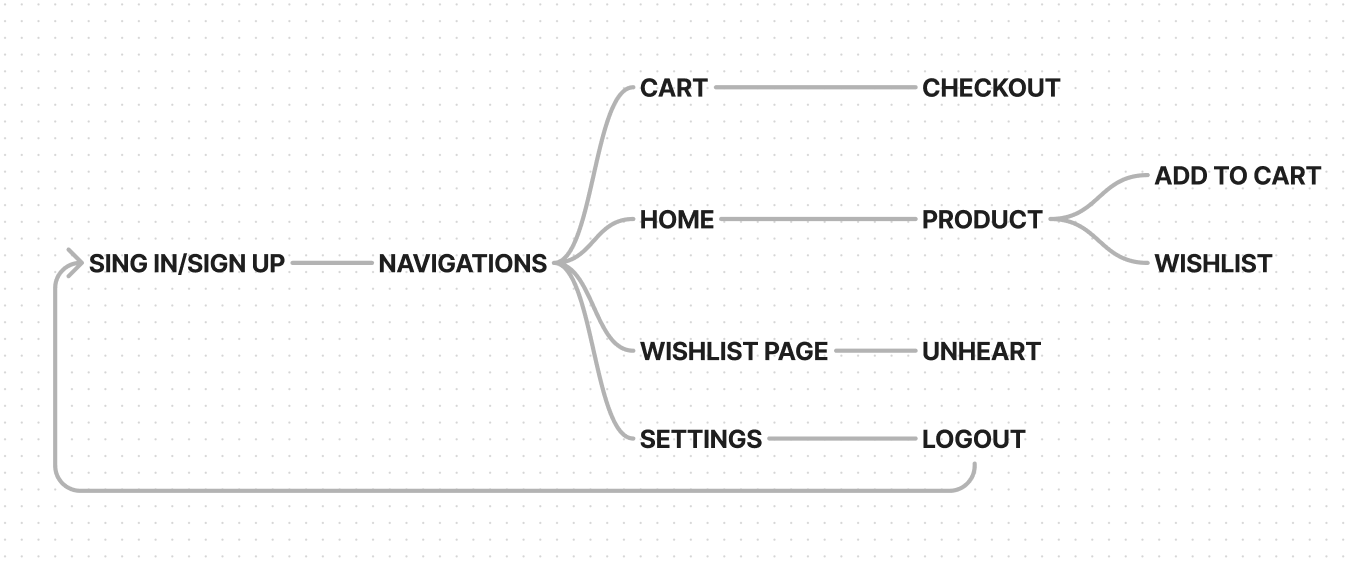 CART
CHECKOUT
ADD TO CART
HOME
PRODUCT
SING IN/SIGN UP
NAVIGATIONS
WISHLIST
WISHLIST PAGE
UNHEART
SETTINGS
LOGOUT